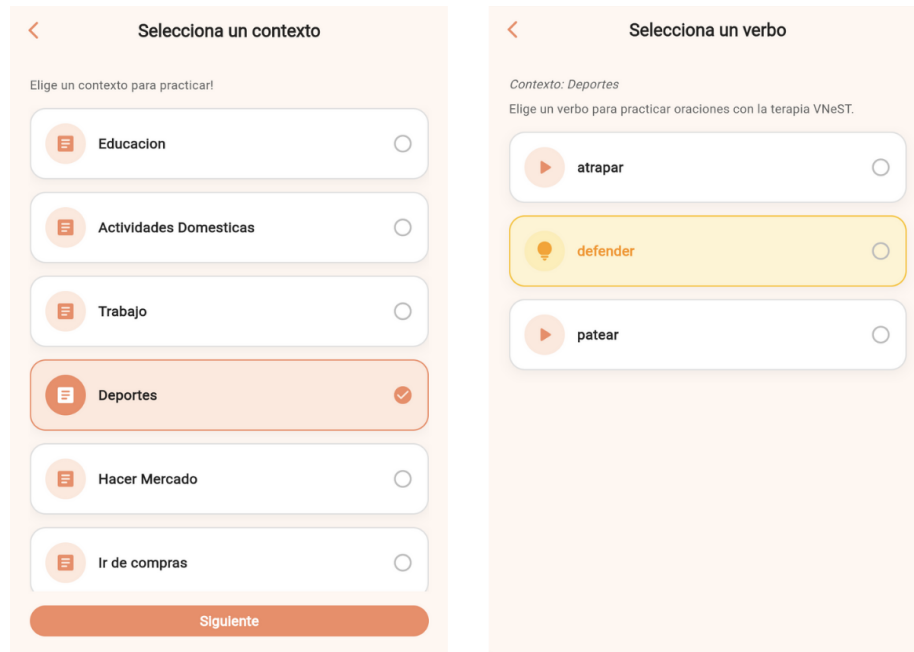 Selecciona un contexto
Elige un contexto para practicar!
Educacion
Actividades Domesticas
Trabajo
Deportes
Hacer Mercado
Ir de compras
Siguiente
Selecciona un verbo
Contexto: Deportes
Elige un verbo para practicar oraciones con la terapia VNeST.
atrapar
defender
patear